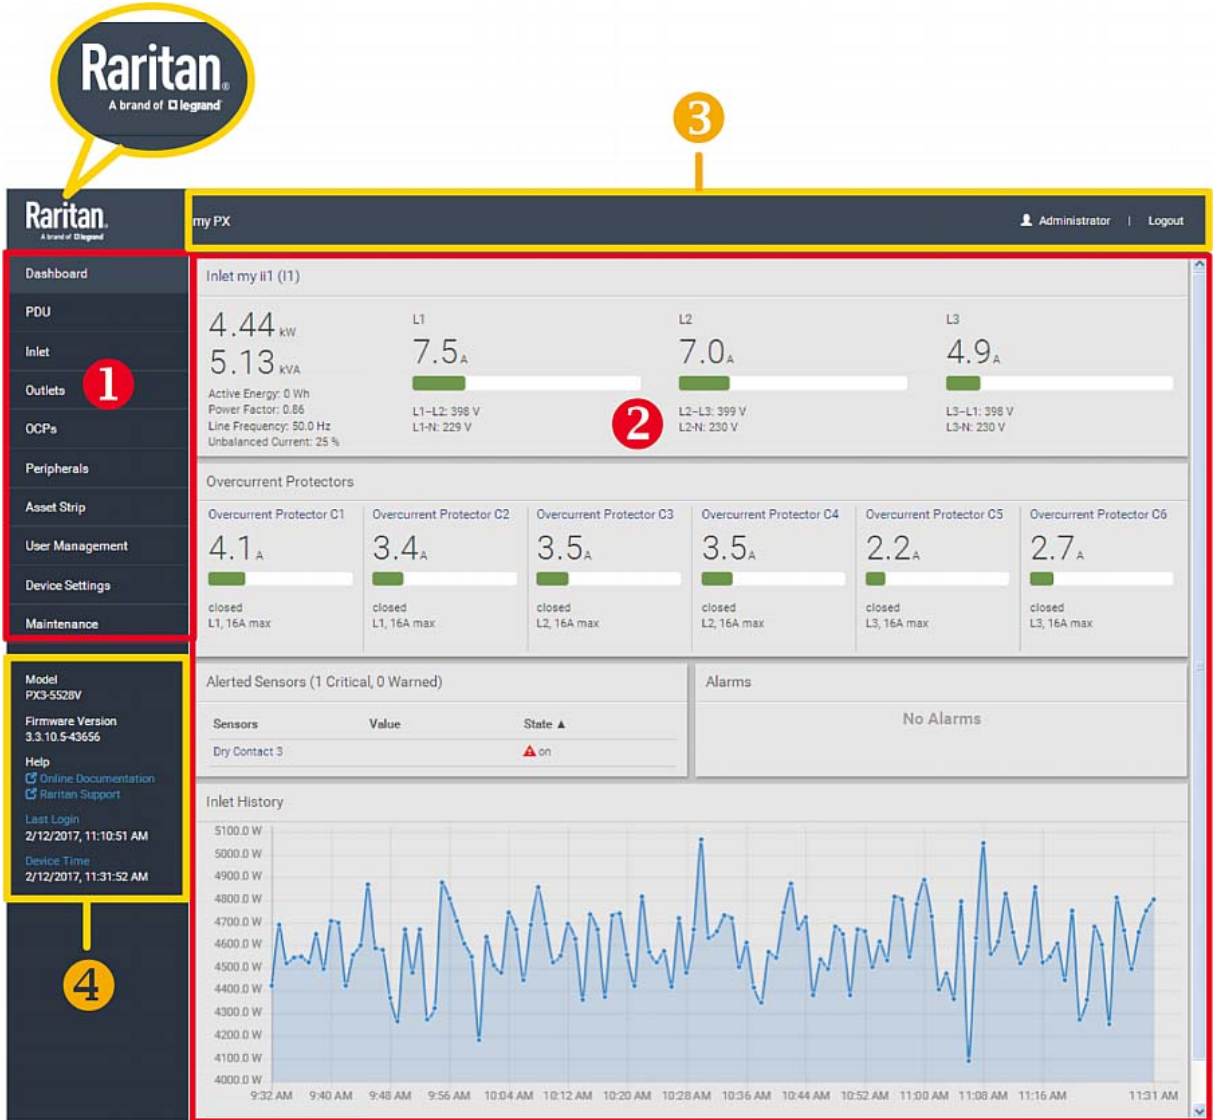 Raritan.
A brand of legrand
3
Raritan.
A brand of legrand
my PX
Administrator | Logout
Dashboard
PDU
Inlet
Outlets
OCPs
Peripherals
Asset Strip
User Management
Device Settings
Maintenance
1
Model
PX3-5528V
Firmware Version
3.3.10.5-43656
Help
Online Documentation
Raritan Support
Last Login
2/12/2017, 11:10:51 AM
Device Time
2/12/2017, 11:31:52 AM
4
Inlet my ii1 (I1)
4.44 kW
5.13 kVA
Active Energy: 0 Wh
Power Factor: 0.86
Line Frequency: 50.0 Hz
Unbalanced Current: 25 %
L1
7.5 A
L1-L2: 398 V
L1-N: 229 V
2
L2
7.0 A
L2-L3: 399 V
L2-N: 230 V
L3
4.9 A
L3-L1: 398 V
L3-N: 230 V
Overcurrent Protectors
Overcurrent Protector C1
4.1 A
closed
L1, 16A max
Overcurrent Protector C2
3.4 A
closed
L1, 16A max
Overcurrent Protector C3
3.5 A
closed
L2, 16A max
Overcurrent Protector C4
3.5 A
closed
L2, 16A max
Overcurrent Protector C5
2.2 A
closed
L3, 16A max
Overcurrent Protector C6
2.7 A
closed
L3, 16A max
Alerted Sensors (1 Critical, 0 Warned)
Sensors Value State ▲
Dry Contact 3 on
Alarms
No Alarms
Inlet History
5100.0 W
5000.0 W
4900.0 W
4800.0 W
4700.0 W
4600.0 W
4500.0 W
4400.0 W
4300.0 W
4200.0 W
4100.0 W
4000.0 W
9:32 AM 9:40 AM 9:48 AM 9:56 AM 10:04 AM 10:12 AM 10:20 AM 10:28 AM 10:36 AM 10:44 AM 10:52 AM 11:00 AM 11:08 AM 11:16 AM 11:31 AM